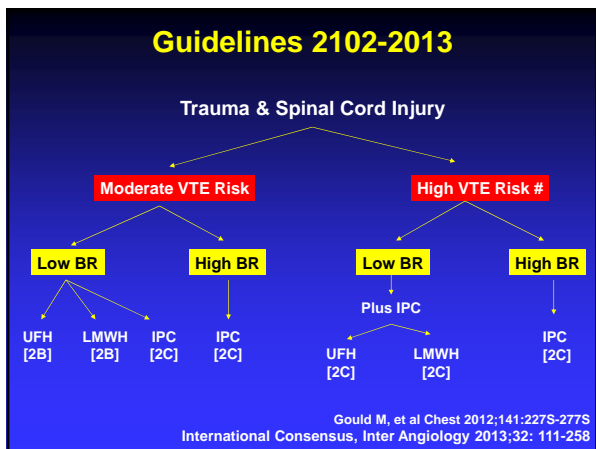 Guidelines 2102-2013
Trauma & Spinal Cord Injury
Moderate VTE Risk
High VTE Risk #
Low BR
High BR
Low BR
High BR
Plus IPC
UFH
[2B]
LMWH
[2B]
IPC
[2C]
IPC
[2C]
UFH
[2C]
LMWH
[2C]
IPC
[2C]
Gould M, et al Chest 2012;141:227S-277S
International Consensus, Inter Angiology 2013;32: 111-258